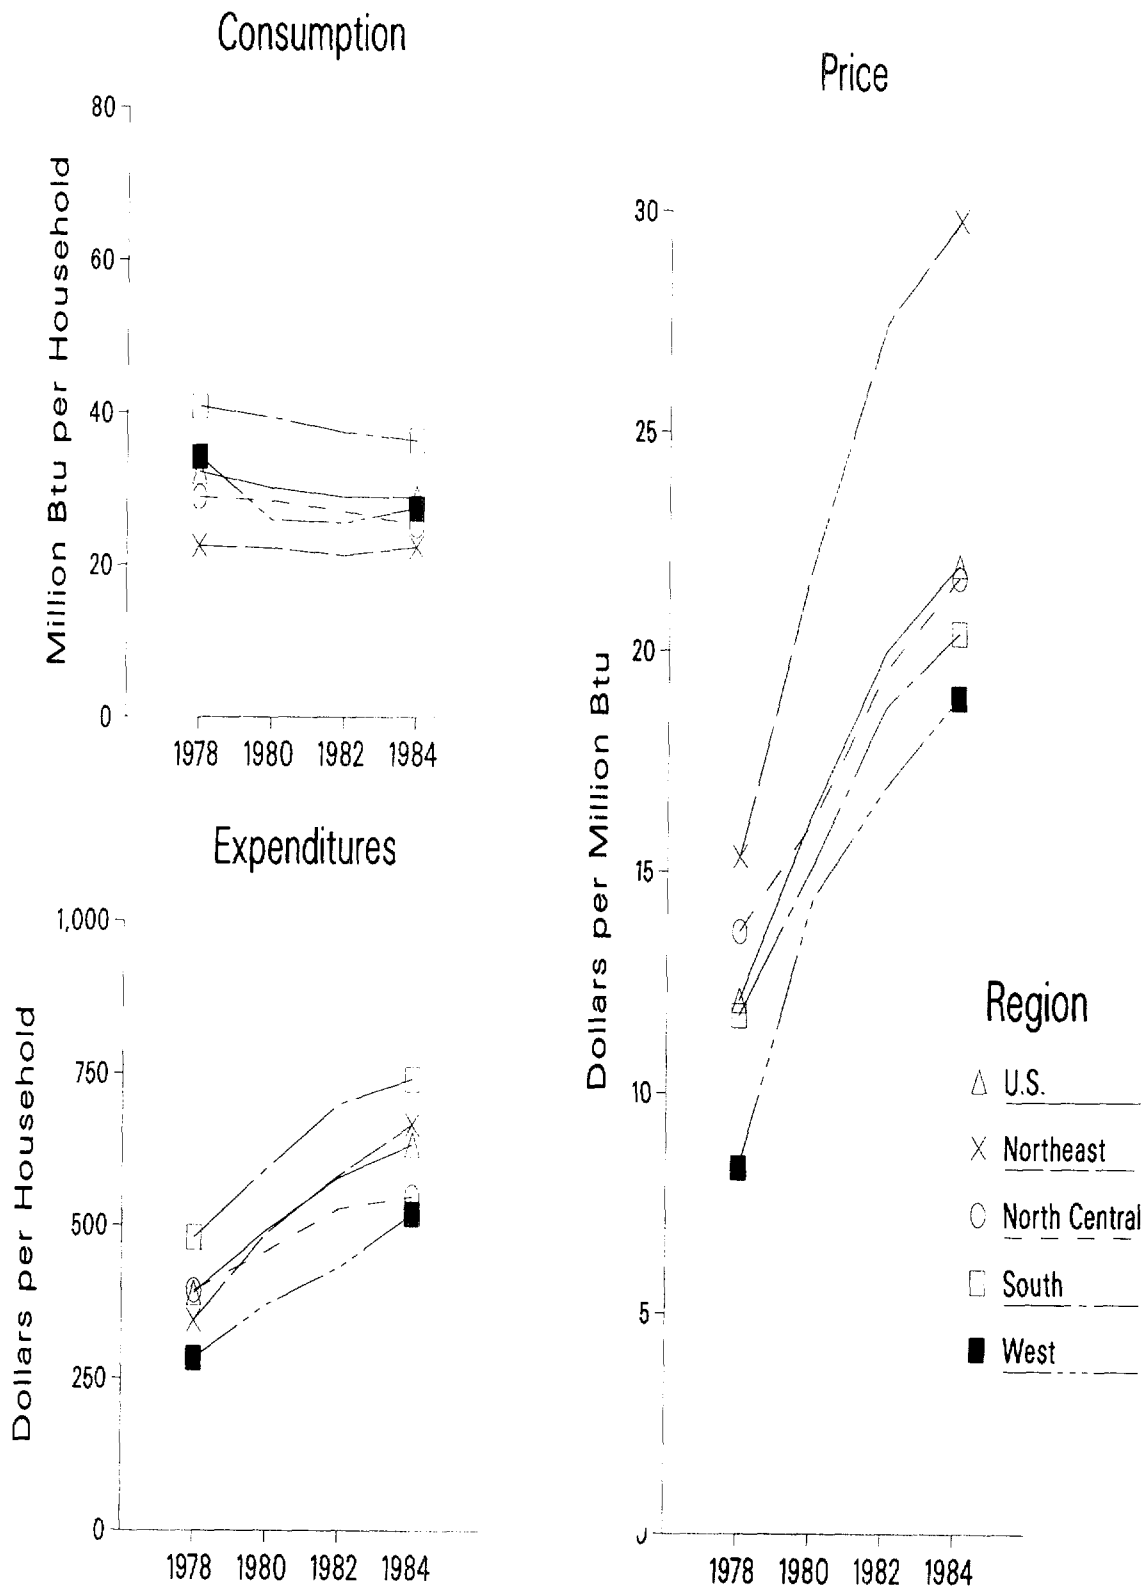 Consumption
Million Btu per Household
80
60
40
20
0
1978 1980 1982 1984
Expenditures
Dollars per Household
1,000
750
500
250
0
1978 1980 1982 1984
Price
Dollars per Million Btu
30
25
20
15
10
5
1978 1980 1982 1984
Region
U.S.
Northeast
North Central
South
West